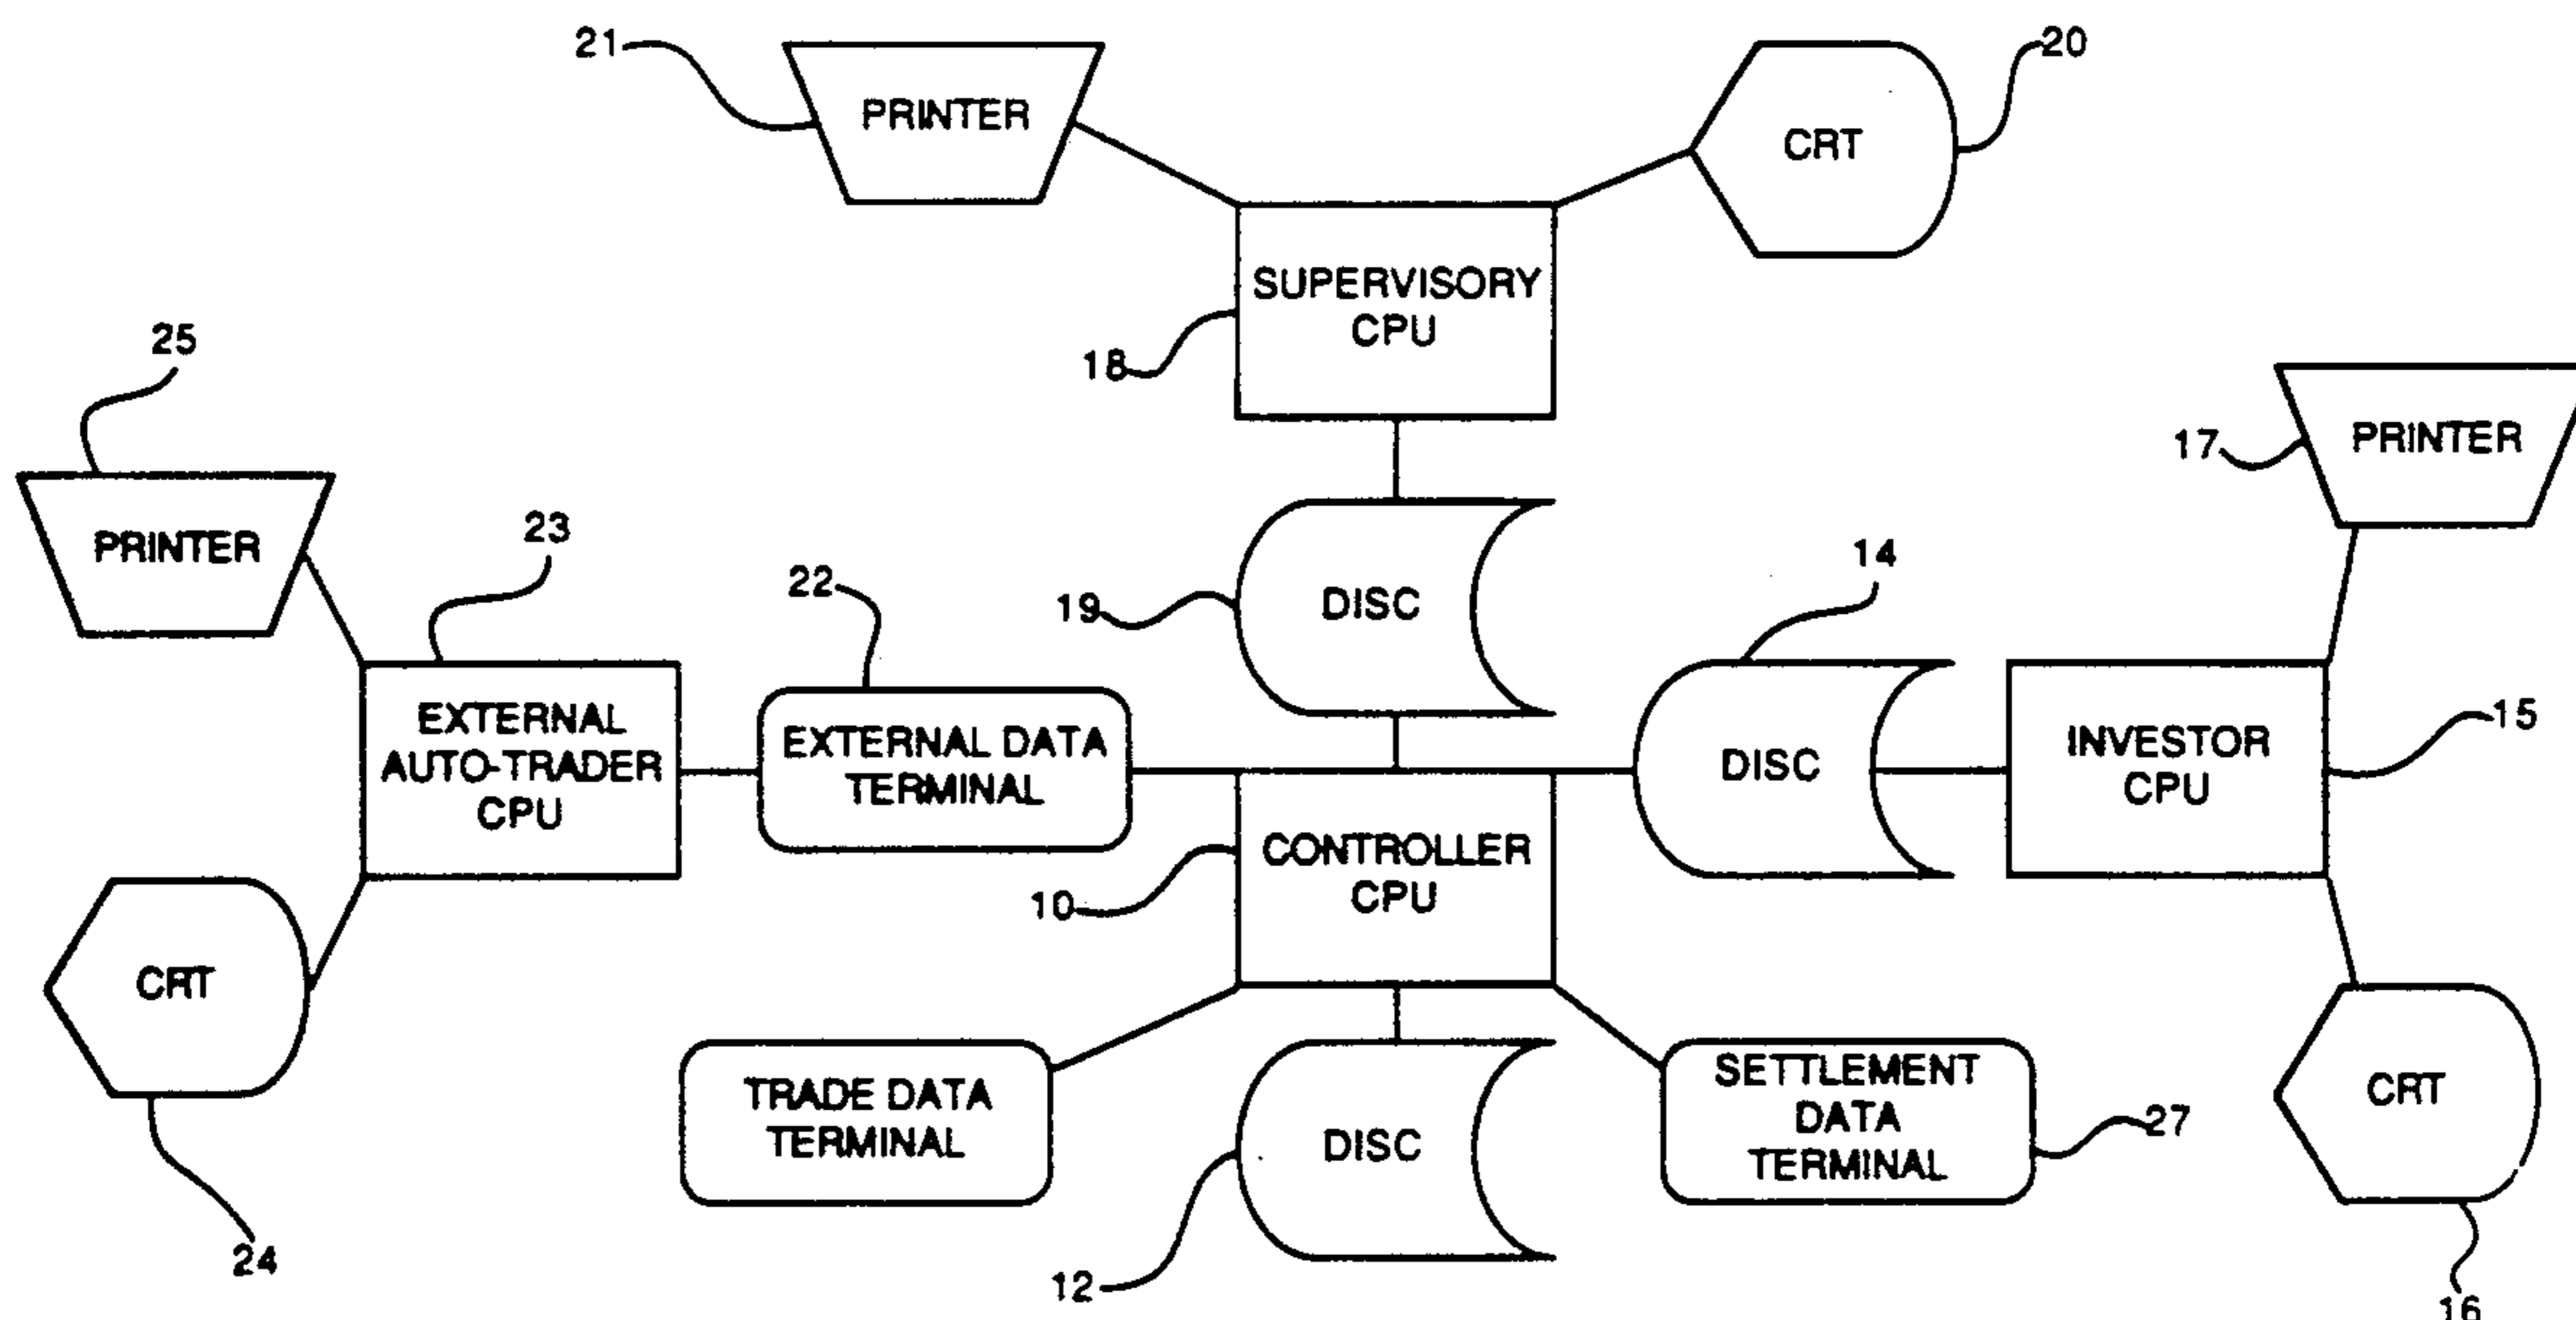 21
PRINTER
20
CRT
SUPERVISORY
CPU
18
25
PRINTER
23
22
19
DISC
14
17
PRINTER
EXTERNAL
AUTO-TRADER
CPU
EXTERNAL DATA
TERMINAL
DISC
INVESTOR
CPU
15
CONTROLLER
CPU
10
CRT
24
TRADE DATA
TERMINAL
DISC
12
SETTLEMENT
DATA
TERMINAL
27
CRT
16